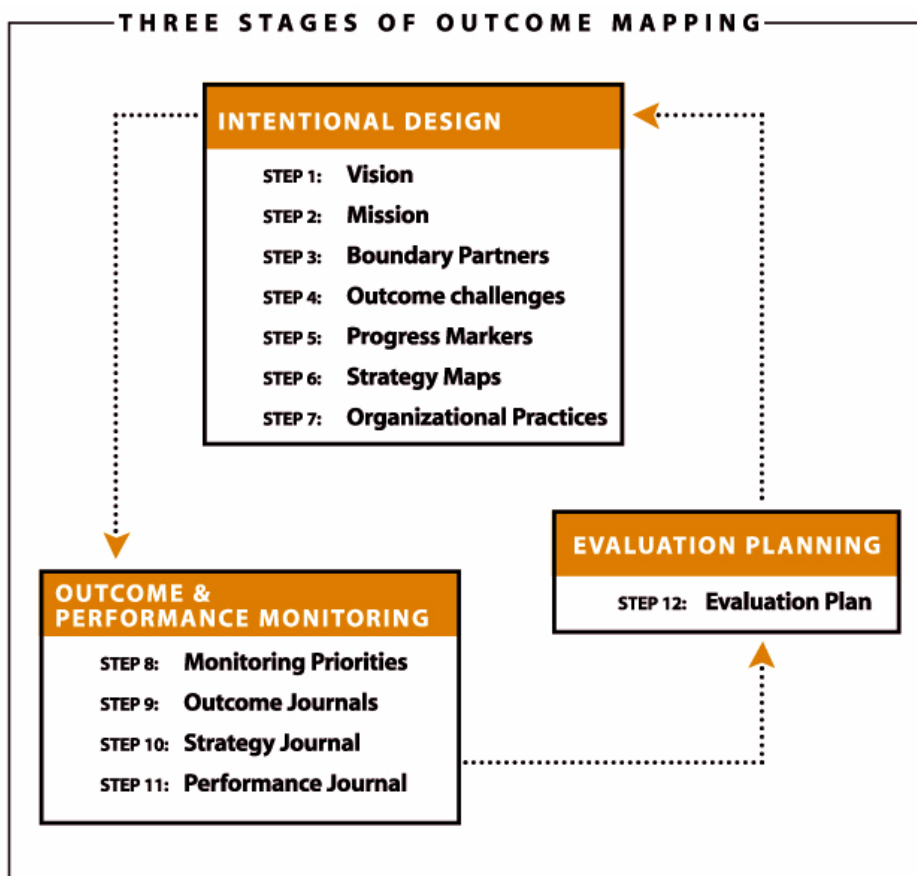 THREE STAGES OF OUTCOME MAPPING
INTENTIONAL DESIGN
STEP 1: Vision
STEP 2: Mission
STEP 3: Boundary Partners
STEP 4: Outcome challenges
STEP 5: Progress Markers
STEP 6: Strategy Maps
STEP 7: Organizational Practices
OUTCOME &
PERFORMANCE MONITORING
STEP 8: Monitoring Priorities
STEP 9: Outcome Journals
STEP 10: Strategy Journal
STEP 11: Performance Journal
EVALUATION PLANNING
STEP 12: Evaluation Plan